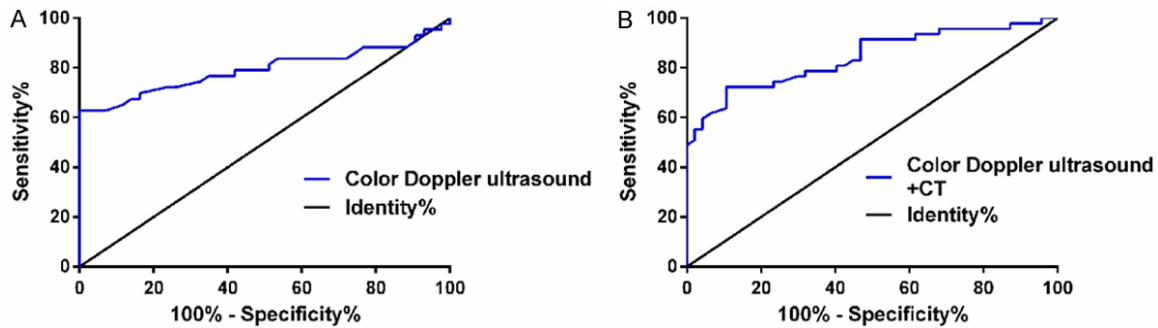 A
100
80
60
40
20
0
Sensitivity%
0 20 40 60 80 100
100% - Specificity%
Color Doppler ultrasound
Identity%
B
100
80
60
40
20
0
Sensitivity%
0 20 40 60 80 100
100% - Specificity%
Color Doppler ultrasound
+CT
Identity%